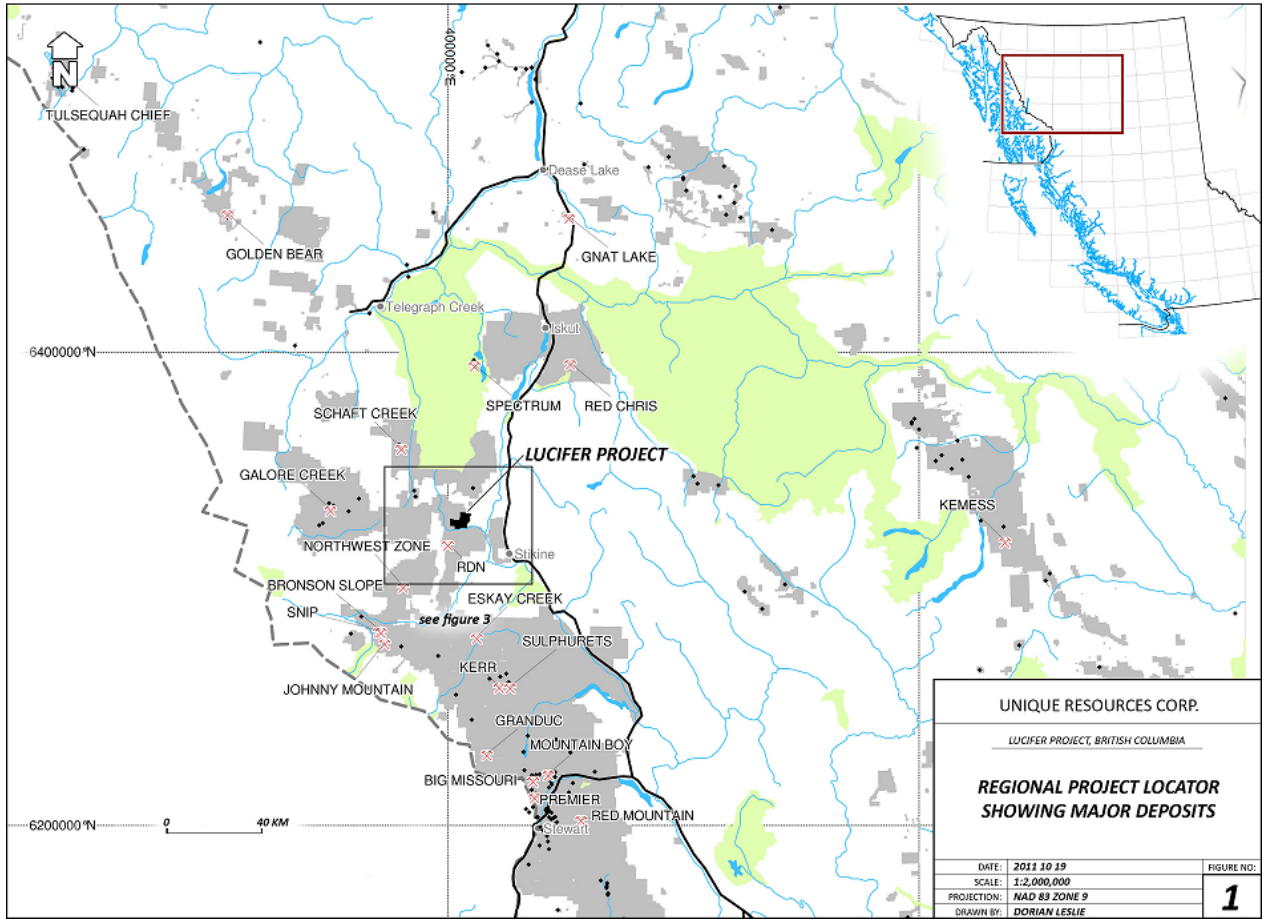 N
400000°E
TULSEQUAH CHIEF
Dease Lake
GOLDEN BEAR
GNAT LAKE
Telegraph Creek
Iskut
6400000°N
SPECTRUM
RED CHRIS
SCHAFT CREEK
LUCIFER PROJECT
GALORE CREEK
KEMESS
NORTHWEST ZONE
Stikine
RDN
BRONSON SLOPE
ESKAY CREEK
SNIP
see figure 3
SULPHURETS
KERR
JOHNNY MOUNTAIN
GRANDUC
MOUNTAIN BOY
BIG MISSOURI
PREMIER
RED MOUNTAIN
6200000°N
Stewart
0 40 KM
UNIQUE RESOURCES CORP.
LUCIFER PROJECT, BRITISH COLUMBIA
REGIONAL PROJECT LOCATOR
SHOWING MAJOR DEPOSITS
DATE: 2011 10 19
SCALE: 1:2,000,000
PROJECTION: NAD 83 ZONE 9
DRAWN BY: DORIAN LESLIE
FIGURE NO:
1